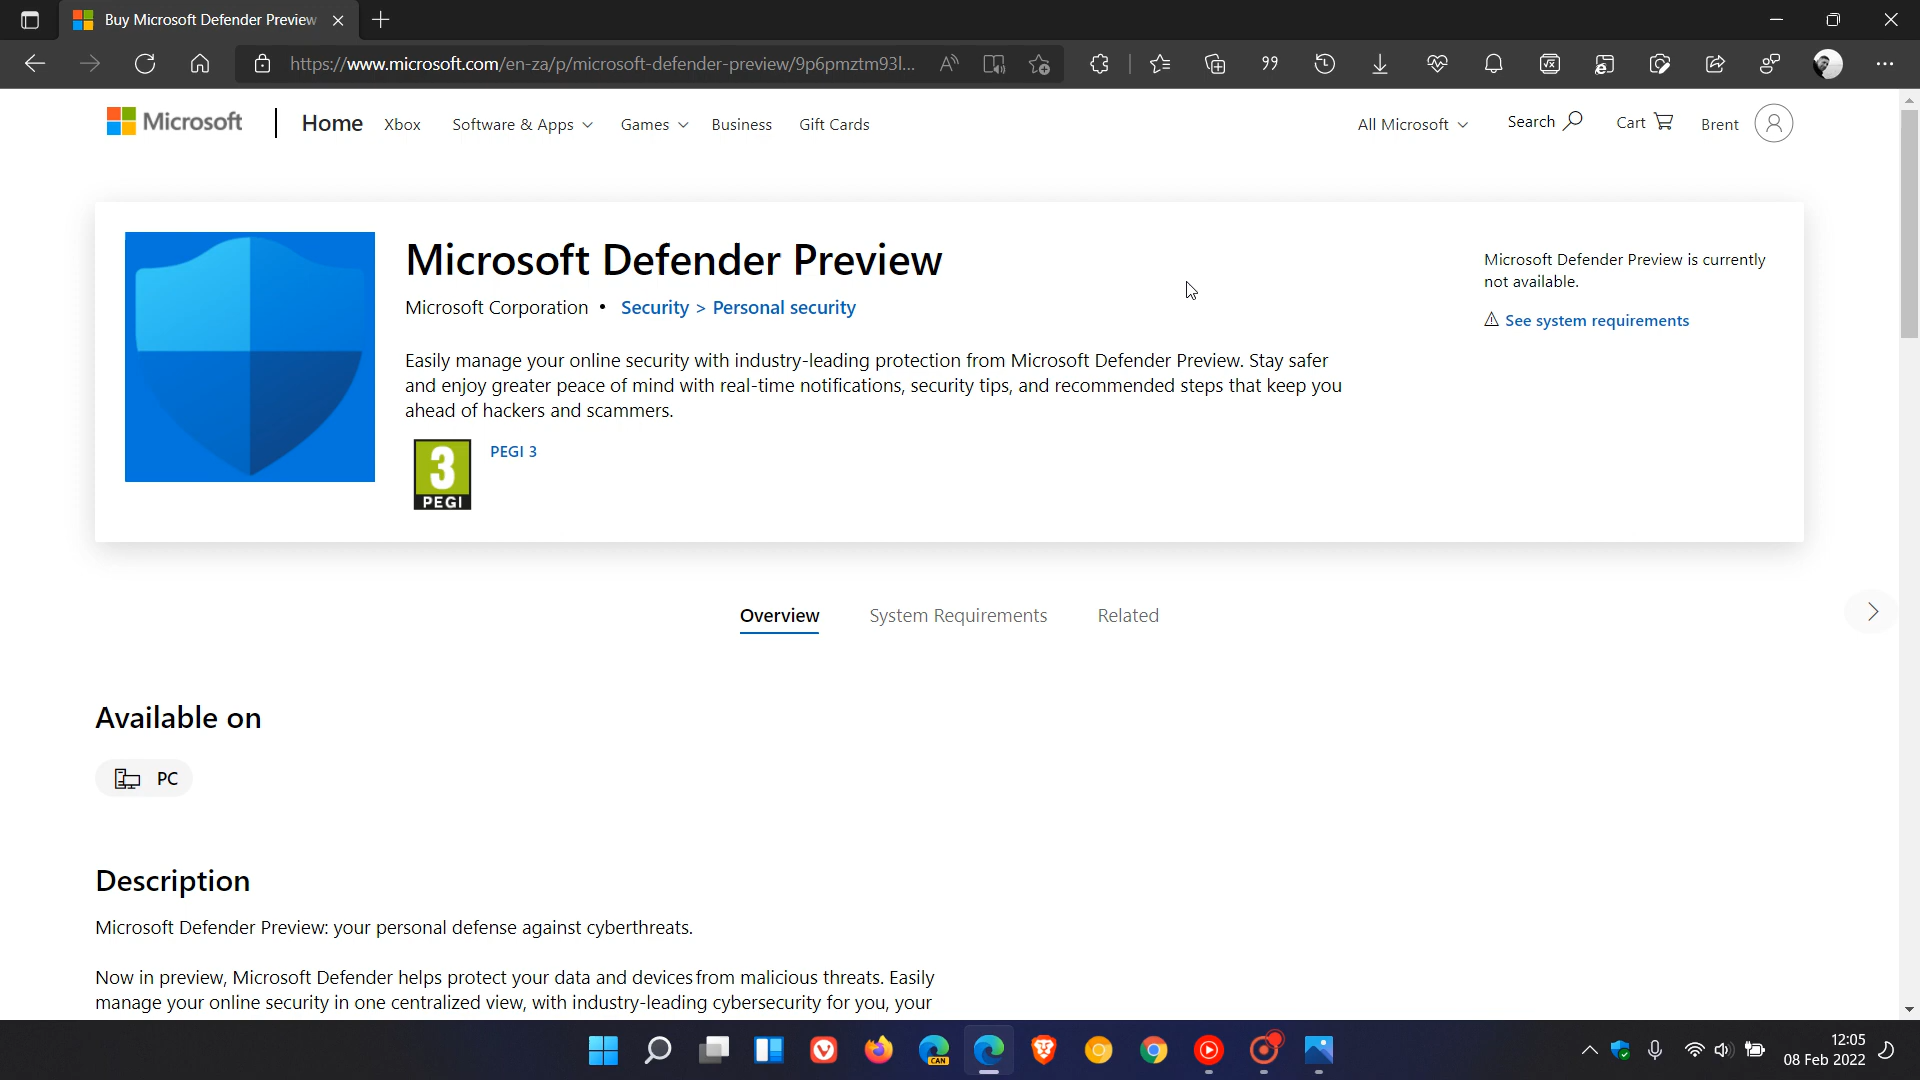 Buy Microsoft Defender Preview
https://www.microsoft.com/en-za/p/microsoft-defender-preview/9p6pmztm93l...
Microsoft
Home
Xbox
Software & Apps
Games
Business
Gift Cards
All Microsoft
Search
Cart
Brent
Microsoft Defender Preview
Microsoft Corporation • Security > Personal security
Easily manage your online security with industry-leading protection from Microsoft Defender Preview. Stay safer
and enjoy greater peace of mind with real-time notifications, security tips, and recommended steps that keep you
ahead of hackers and scammers.
3
PEGI
PEGI 3
Microsoft Defender Preview is currently
not available.
See system requirements
Overview
System Requirements
Related
Available on
PC
Description
Microsoft Defender Preview: your personal defense against cyberthreats.
Now in preview, Microsoft Defender helps protect your data and devices from malicious threats. Easily
manage your online security in one centralized view, with industry-leading cybersecurity for you, your
CAN
12:05
08 Feb 2022